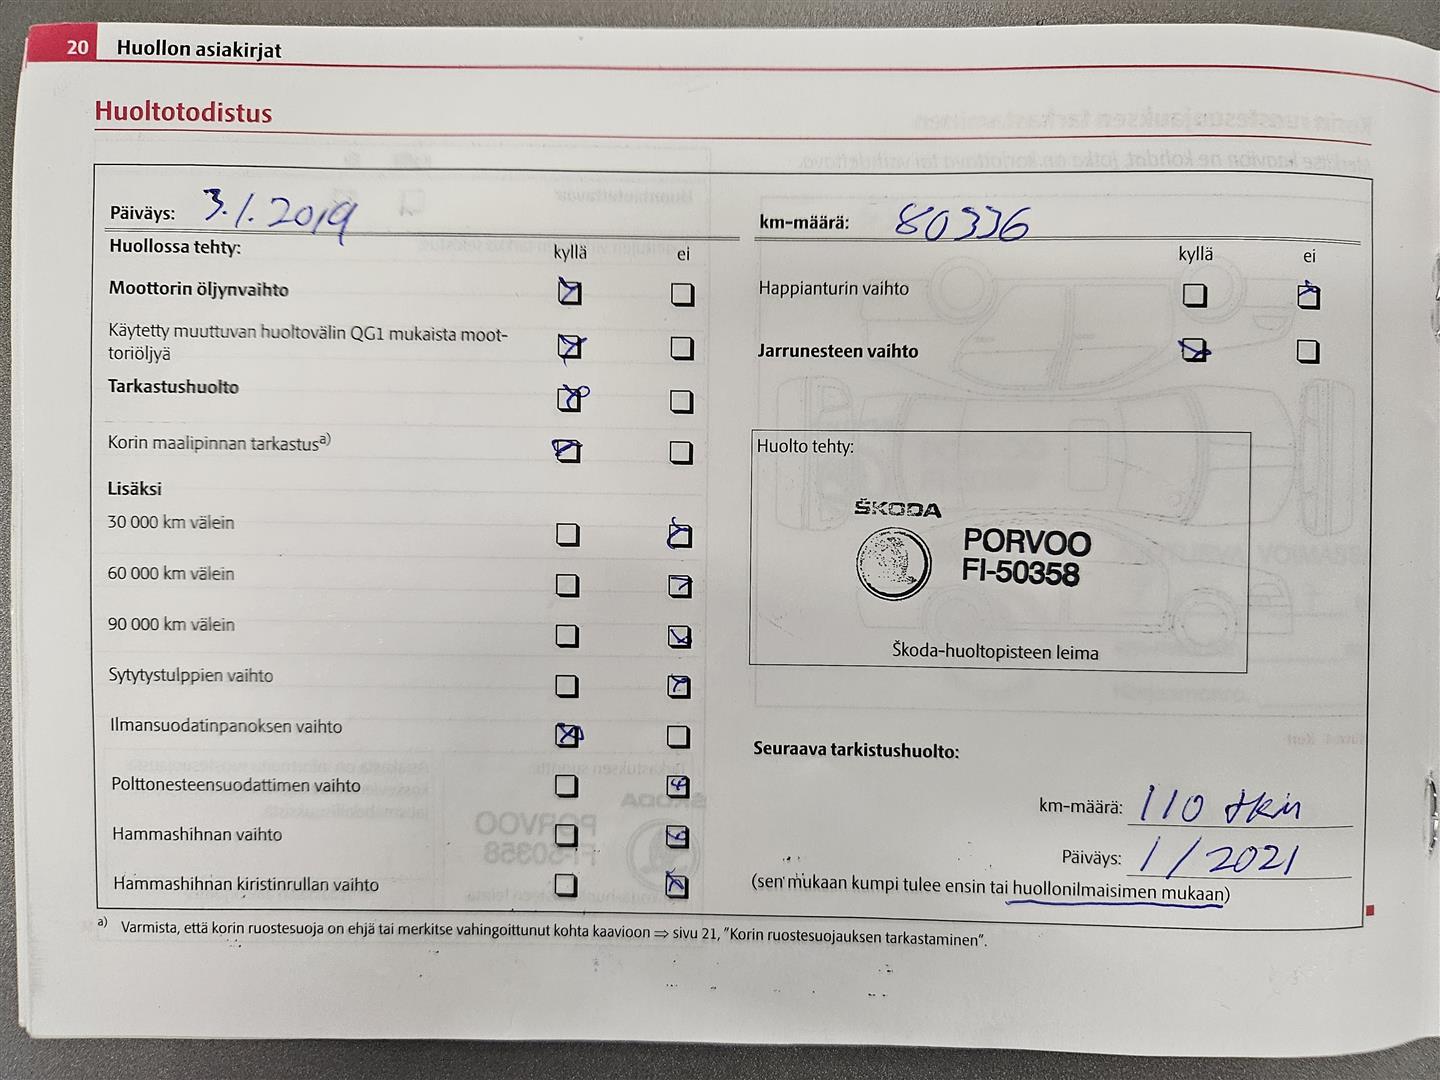 20 Huollon asiakirjat
Huoltotodistus
Päiväys: 3.1.2019
Huollossa tehty:
kyllä ei
Moottorin öljynvaihto
Käytetty muuttuvan huoltovälin QG1 mukaista moot-
toriöljyä
Tarkastushuolto
Korin maalipinnan tarkastus a)
Lisäksi
30 000 km välein
60 000 km välein
90 000 km välein
Sytytystulppien vaihto
Ilmansuodatinpanoksen vaihto
Polttonesteensuodattimen vaihto
Hammashihnan vaihto
Hammashihnan kiristinrullan vaihto
km-määrä: 80336
kyllä ei
Happianturin vaihto
Jarrunesteen vaihto
Huolto tehty:
ŠKODA
PORVOO
FI-50358
Škoda-huoltopisteen leima
Seuraava tarkistushuolto:
km-määrä: 110 tkm
Päiväys: 1/2021
(sen mukaan kumpi tulee ensin tai huollonilmaisimen mukaan)
a) Varmista, että korin ruostesuoja on ehjä tai merkitse vahingoittunut kohta kaavioon ⇒ sivu 21, "Korin ruostesuojauksen tarkastaminen".